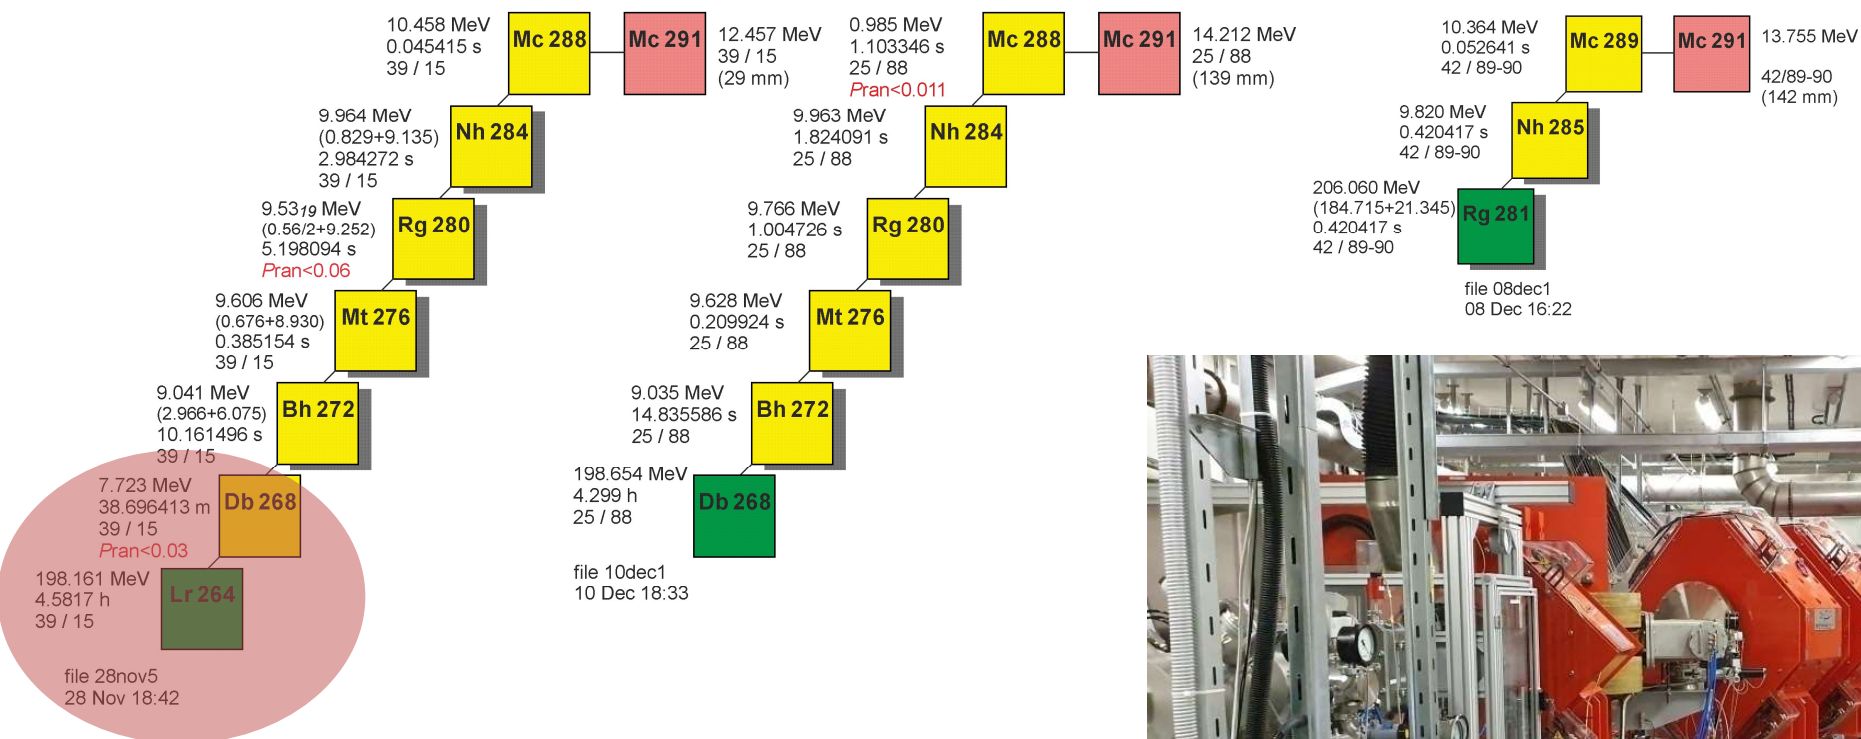 10.458 MeV
0.045415 s
39 / 15
Mc 288
Mc 291
12.457 MeV
39 / 15
(29 mm)
9.964 MeV
(0.829+9.135)
2.984272 s
39 / 15
Nh 284
9.5319 MeV
(0.56/2+9.252)
5.198094 s
Pran<0.06
Rg 280
9.606 MeV
(0.676+8.930)
0.385154 s
39 / 15
Mt 276
9.041 MeV
(2.966+6.075)
10.161496 s
39 / 15
Bh 272
7.723 MeV
38.696413 m
39 / 15
Pran<0.03
Db 268
198.161 MeV
4.5817 h
39 / 15
Lr 264
file 28nov5
28 Nov 18:42
0.985 MeV
1.103346 s
25 / 88
Pran<0.011
Mc 288
Mc 291
14.212 MeV
25 / 88
(139 mm)
9.963 MeV
1.824091 s
25 / 88
Nh 284
9.766 MeV
1.004726 s
25 / 88
Rg 280
9.628 MeV
0.209924 s
25 / 88
Mt 276
9.035 MeV
14.835586 s
25 / 88
Bh 272
198.654 MeV
4.299 h
25 / 88
Db 268
file 10dec1
10 Dec 18:33
10.364 MeV
0.052641 s
42 / 89-90
Mc 289
Mc 291
13.755 MeV
42/89-90
(142 mm)
9.820 MeV
0.420417 s
42 / 89-90
Nh 285
206.060 MeV
(184.715+21.345)
0.420417 s
42 / 89-90
Rg 281
file 08dec1
08 Dec 16:22